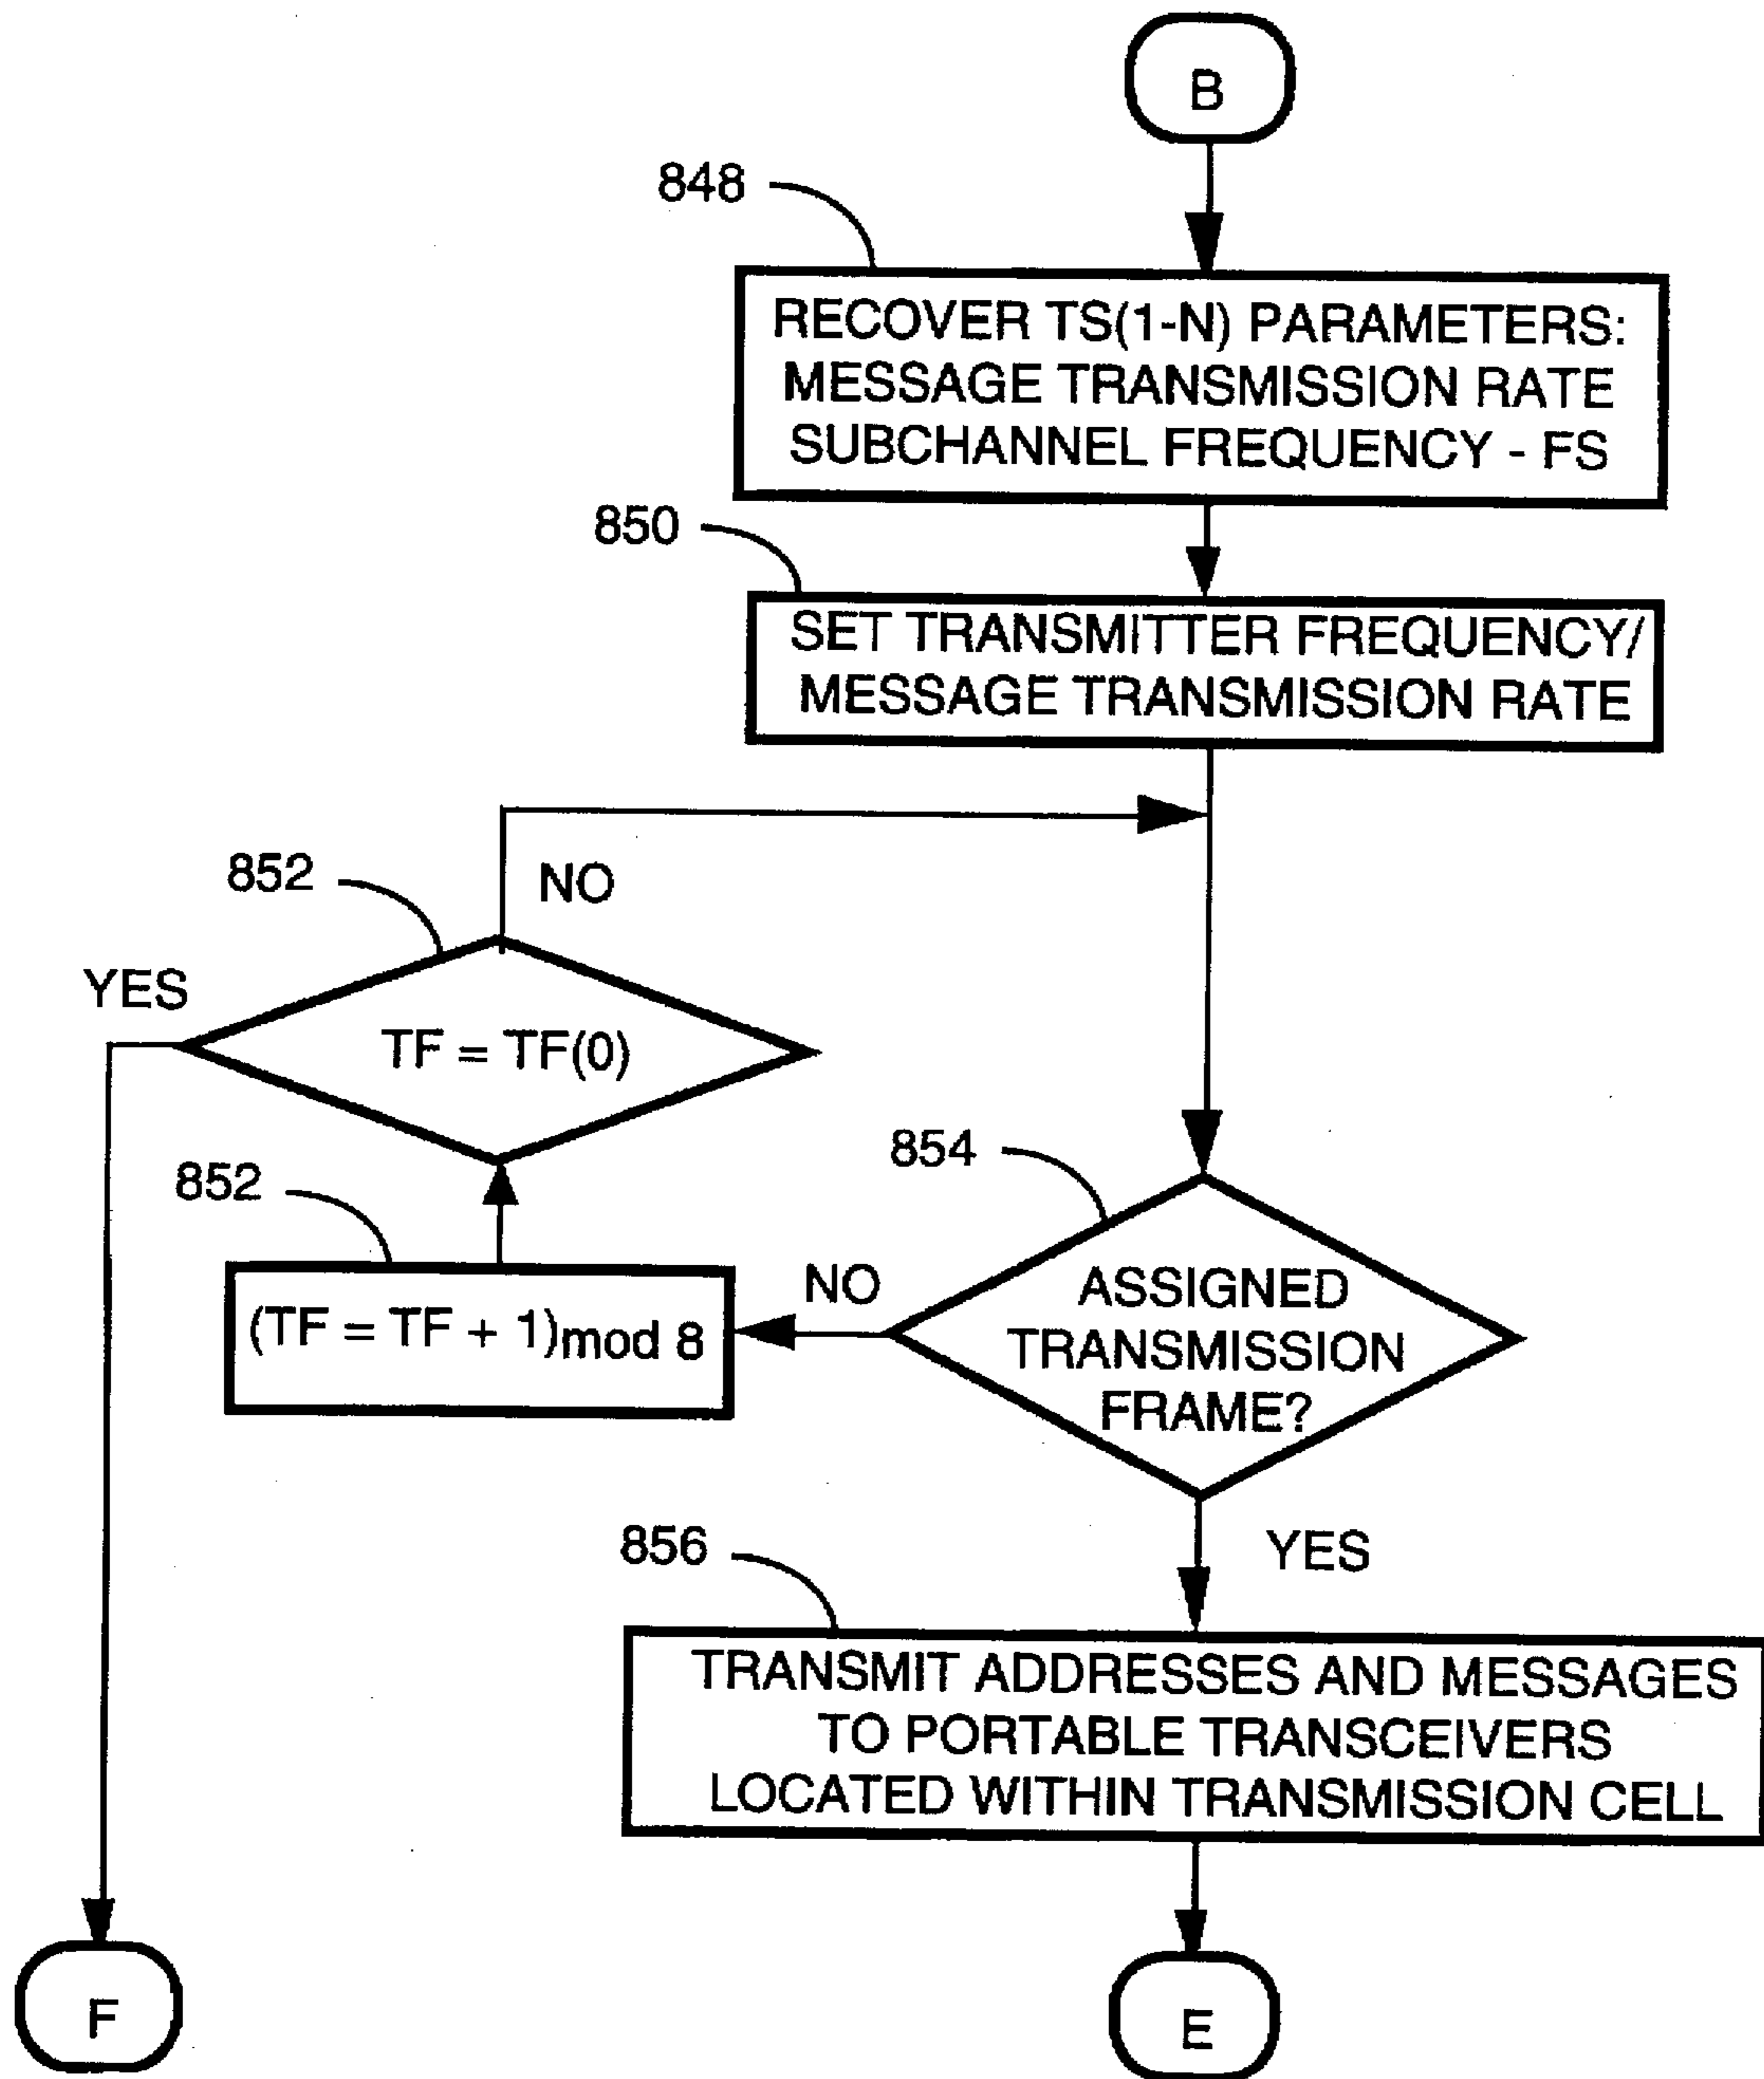 B
848
RECOVER TS(1-N) PARAMETERS:
MESSAGE TRANSMISSION RATE
SUBCHANNEL FREQUENCY - FS
850
SET TRANSMITTER FREQUENCY/
MESSAGE TRANSMISSION RATE
852
NO
YES
TF = TF(0)
854
852
NO
(TF = TF + 1)mod 8
ASSIGNED
TRANSMISSION
FRAME?
856
YES
TRANSMIT ADDRESSES AND MESSAGES
TO PORTABLE TRANSCEIVERS
LOCATED WITHIN TRANSMISSION CELL
F
E